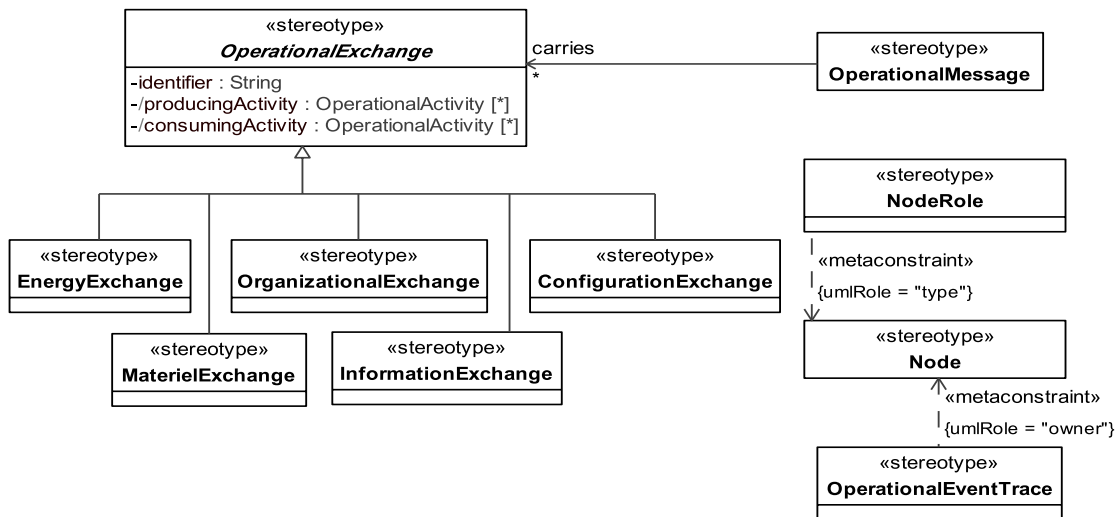 «stereotype»
OperationalExchange
-identifier : String
-/producingActivity : OperationalActivity [*]
-/consumingActivity : OperationalActivity [*]
carries
*
«stereotype»
OperationalMessage
«stereotype»
NodeRole
«metaconstraint»
{umlRole = "type"}
«stereotype»
EnergyExchange
«stereotype»
OrganizationalExchange
«stereotype»
ConfigurationExchange
«stereotype»
MaterielExchange
«stereotype»
InformationExchange
«stereotype»
Node
«metaconstraint»
{umlRole = "owner"}
«stereotype»
OperationalEventTrace